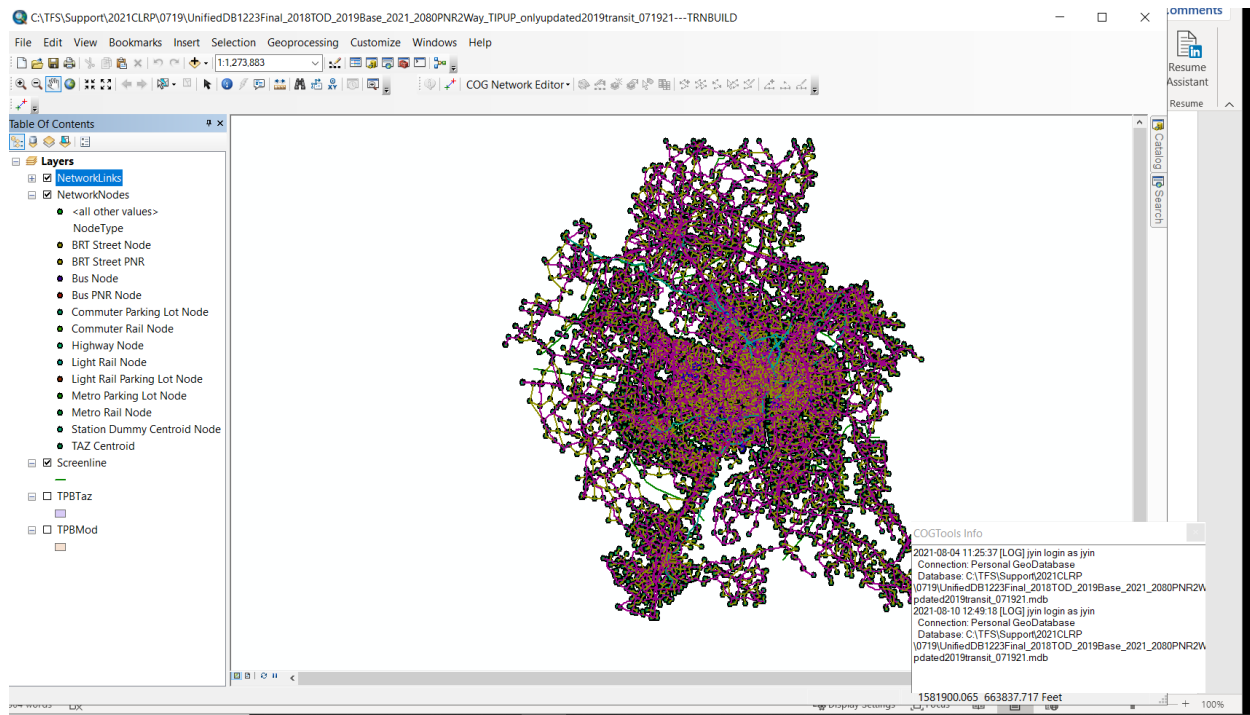 C:\TFS\Support\2021CLRP\0719\UnifiedDB1223Final_2018TOD_2019Base_2021_2080PNR2Way_TIPUP_onlyupdated2019transit_071921---TRNBUILD
omments
File Edit View Bookmarks Insert Selection Geoprocessing Customize Windows Help
1:1,273,883
COG Network Editor
Resume
Assistant
Resume
Table Of Contents
Layers
NetworkLinks
NetworkNodes
<all other values>
NodeType
BRT Street Node
BRT Street PNR
Bus Node
Bus PNR Node
Commuter Parking Lot Node
Commuter Rail Node
Highway Node
Light Rail Node
Light Rail Parking Lot Node
Metro Parking Lot Node
Metro Rail Node
Station Dummy Centroid Node
TAZ Centroid
Screenline
TPBTaz
TPBMod
Catalog
Search
COGTools Info
2021-08-04 11:25:37 [LOG] jyin login as jyin
Connection: Personal GeoDatabase
Database: C:\TFS\Support\2021CLRP
\0719\UnifiedDB1223Final_2018TOD_2019Base_2021_2080PNR2W
pdated2019transit_071921.mdb
2021-08-10 12:49:18 [LOG] jyin login as jyin
Connection: Personal GeoDatabase
Database: C:\TFS\Support\2021CLRP
\0719\UnifiedDB1223Final_2018TOD_2019Base_2021_2080PNR2W
pdated2019transit_071921.mdb
1581900.065 663837.717 Feet
words
Display Settings
Focus
100%